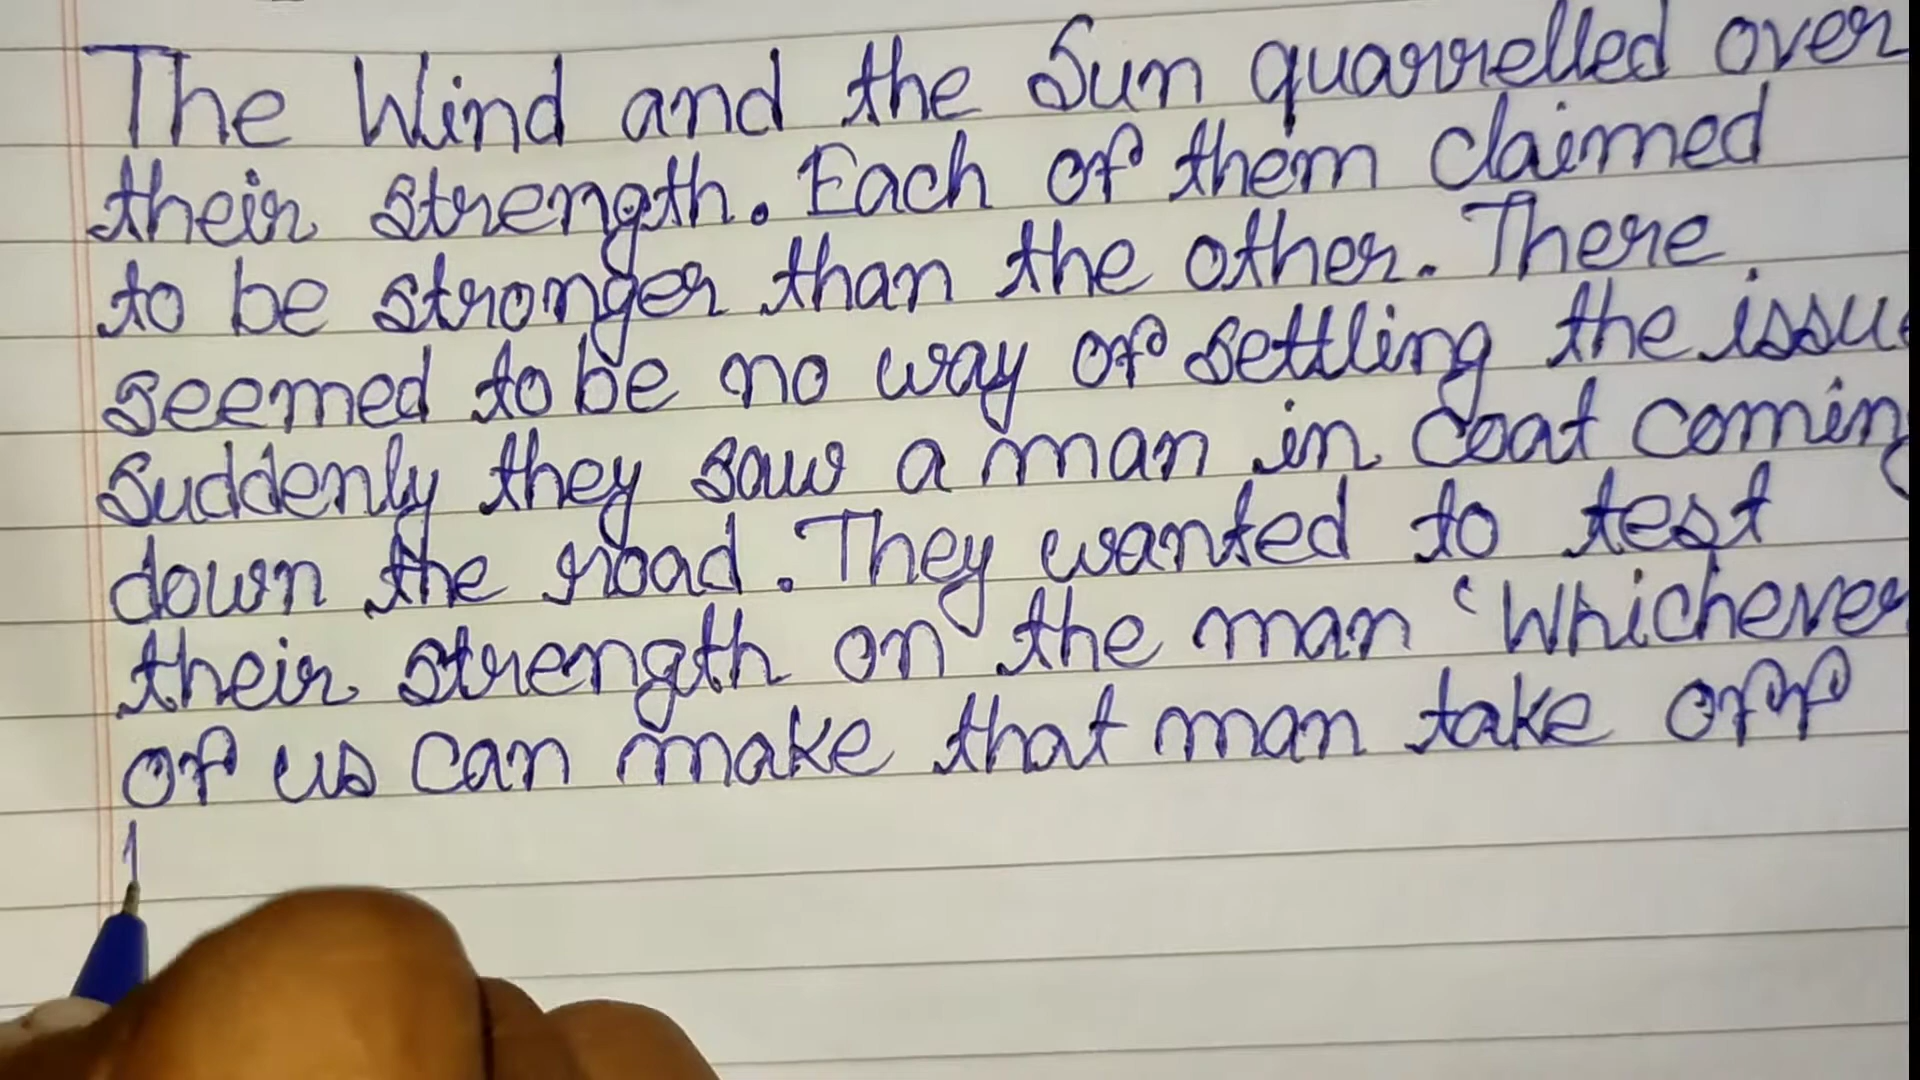 The Wind and the Sun quarrelled over
their strength. Each of them claimed
to be stronger than the other. There
seemed to be no way of settling the issue
Suddenly they saw a man in coat coming
down the road. They wanted to test
their strength on the man 'Whichever
of us can make that man take off